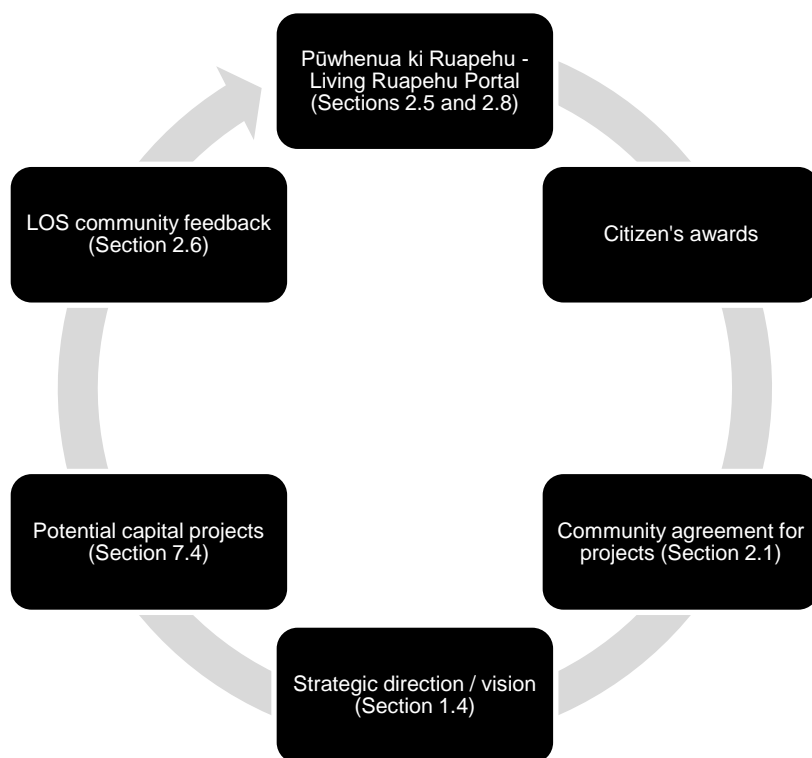 Pūwhenua ki Ruapehu -
Living Ruapehu Portal
(Sections 2.5 and 2.8)
Citizen's awards
Community agreement for
projects (Section 2.1)
Strategic direction / vision
(Section 1.4)
Potential capital projects
(Section 7.4)
LOS community feedback
(Section 2.6)